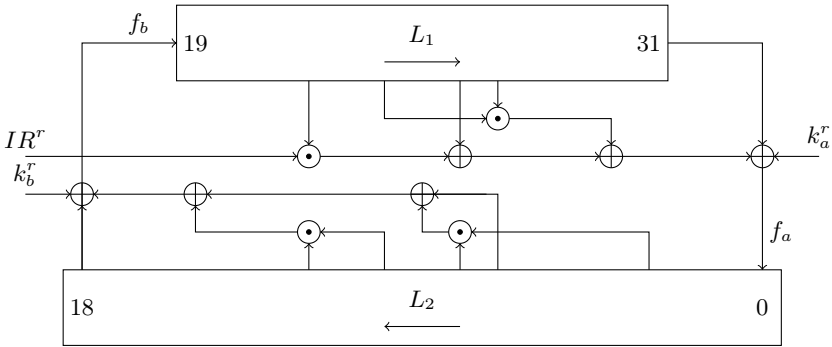 f_b
19 L_1 31
IR^r
k_a^r
k_b^r
f_a
18 L_2 0